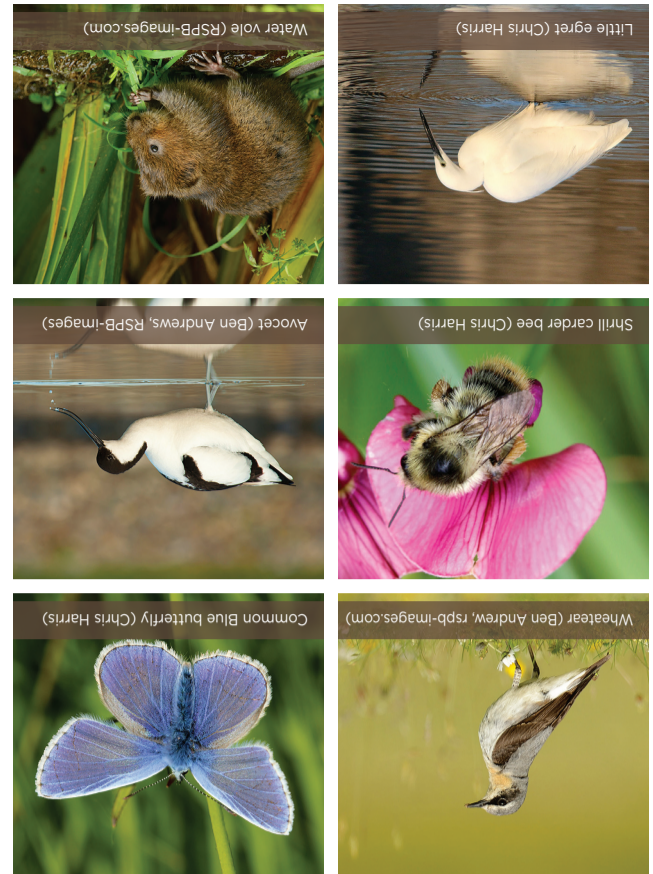 Wheatear (Ben Andrew, rspb-images.com)
Common Blue butterfly (Chris Harris)
Shrill carder bee (Chris Harris)
Avocet (Ben Andrews, RSPB-images)
Little egret (Chris Harris)
Water vole (RSPB-images.com)